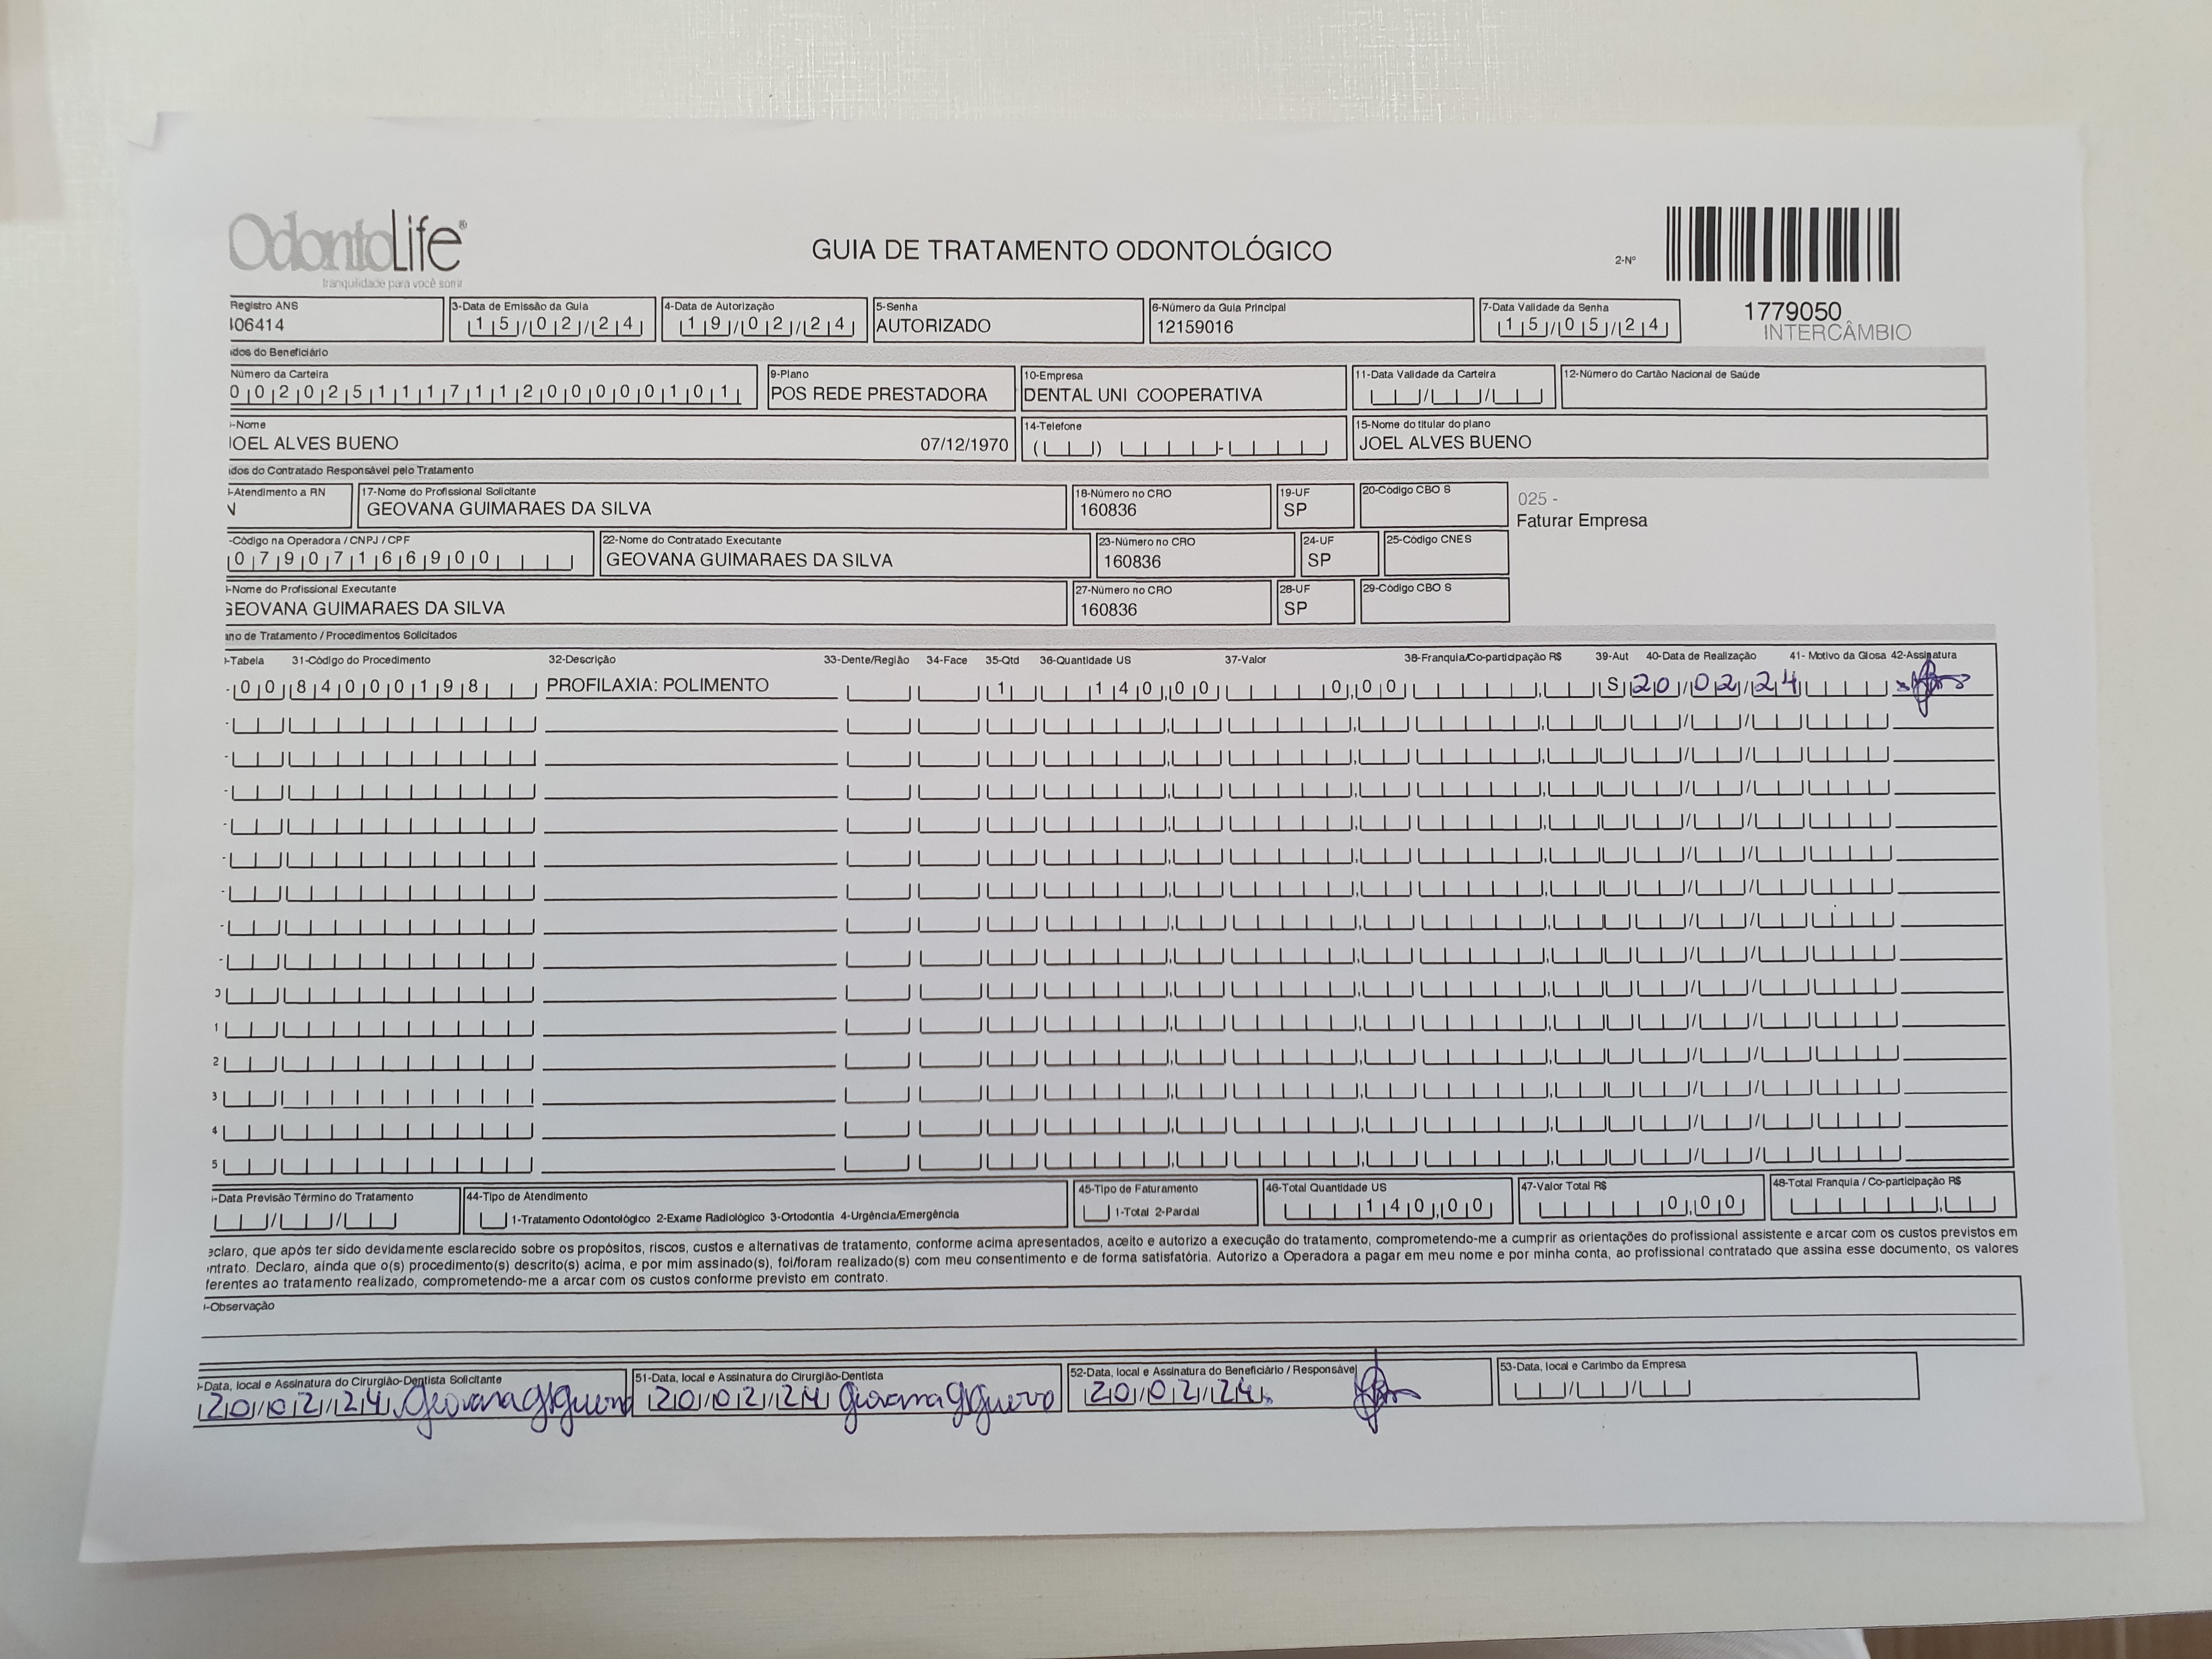 OdontoLife®
tranquilidade para você sorrir
GUIA DE TRATAMENTO ODONTOLÓGICO
2-Nº
1779050
INTERCÂMBIO
Registro ANS
406414
3-Data de Emissão da Guia
15/02/24
4-Data de Autorização
19/02/24
5-Senha
AUTORIZADO
6-Número da Guia Principal
12159016
7-Data Validade da Senha
15/05/24
dos do Beneficiário
Número da Carteira
002025111711200000101
9-Plano
POS REDE PRESTADORA
10-Empresa
DENTAL UNI COOPERATIVA
11-Data Validade da Carteira
12-Número do Cartão Nacional de Saúde
-Nome
JOEL ALVES BUENO 07/12/1970
14-Telefone
15-Nome do titular do plano
JOEL ALVES BUENO
dos do Contratado Responsável pelo Tratamento
-Atendimento a RN
N
17-Nome do Profissional Solicitante
GEOVANA GUIMARAES DA SILVA
18-Número no CRO
160836
19-UF
SP
20-Código CBO S
025 -
Faturar Empresa
-Código na Operadora / CNPJ / CPF
07907166900
22-Nome do Contratado Executante
GEOVANA GUIMARAES DA SILVA
23-Número no CRO
160836
24-UF
SP
25-Código CNES
-Nome do Profissional Executante
GEOVANA GUIMARAES DA SILVA
27-Número no CRO
160836
28-UF
SP
29-Código CBO S
ano de Tratamento / Procedimentos Solicitados
-Tabela 31-Código do Procedimento 32-Descrição 33-Dente/Região 34-Face 35-Qtd 36-Quantidade US 37-Valor 38-Franquia/Co-participação R$ 39-Aut 40-Data de Realização 41- Motivo da Glosa 42-Assinatura
- 00 84000198 PROFILAXIA: POLIMENTO 1 140,00 0,00 S 20/02/24
1
2
3
4
5
-Data Previsão Término do Tratamento
44-Tipo de Atendimento
1-Tratamento Odontológico 2-Exame Radiológico 3-Ortodontia 4-Urgência/Emergência
45-Tipo de Faturamento
1-Total 2-Parcial
46-Total Quantidade US
140,00
47-Valor Total R$
0,00
48-Total Franquia / Co-participação R$
eclaro, que após ter sido devidamente esclarecido sobre os propósitos, riscos, custos e alternativas de tratamento, conforme acima apresentados, aceito e autorizo a execução do tratamento, comprometendo-me a cumprir as orientações do profissional assistente e arcar com os custos previstos em
ntrato. Declaro, ainda que o(s) procedimento(s) descrito(s) acima, e por mim assinado(s), foi/foram realizado(s) com meu consentimento e de forma satisfatória. Autorizo a Operadora a pagar em meu nome e por minha conta, ao profissional contratado que assina esse documento, os valores
ferentes ao tratamento realizado, comprometendo-me a arcar com os custos conforme previsto em contrato.
-Observação
-Data, local e Assinatura do Cirurgião-Dentista Solicitante
20/02/24 Geovana
51-Data, local e Assinatura do Cirurgião-Dentista
20/02/24 Geovana
52-Data, local e Assinatura do Beneficiário / Responsável
20/02/24
53-Data, local e Carimbo da Empresa